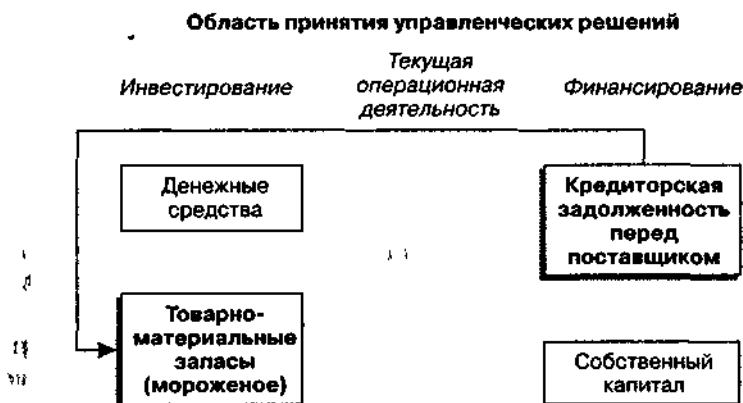 Область принятия управленческих решений
Инвестирование
Текущая
операционная
деятельность
Финансирование
Денежные
средства
Кредиторская
задолженность
перед
поставщиком
Товарно-
материальные
запасы
(мороженое)
Собственный
капитал